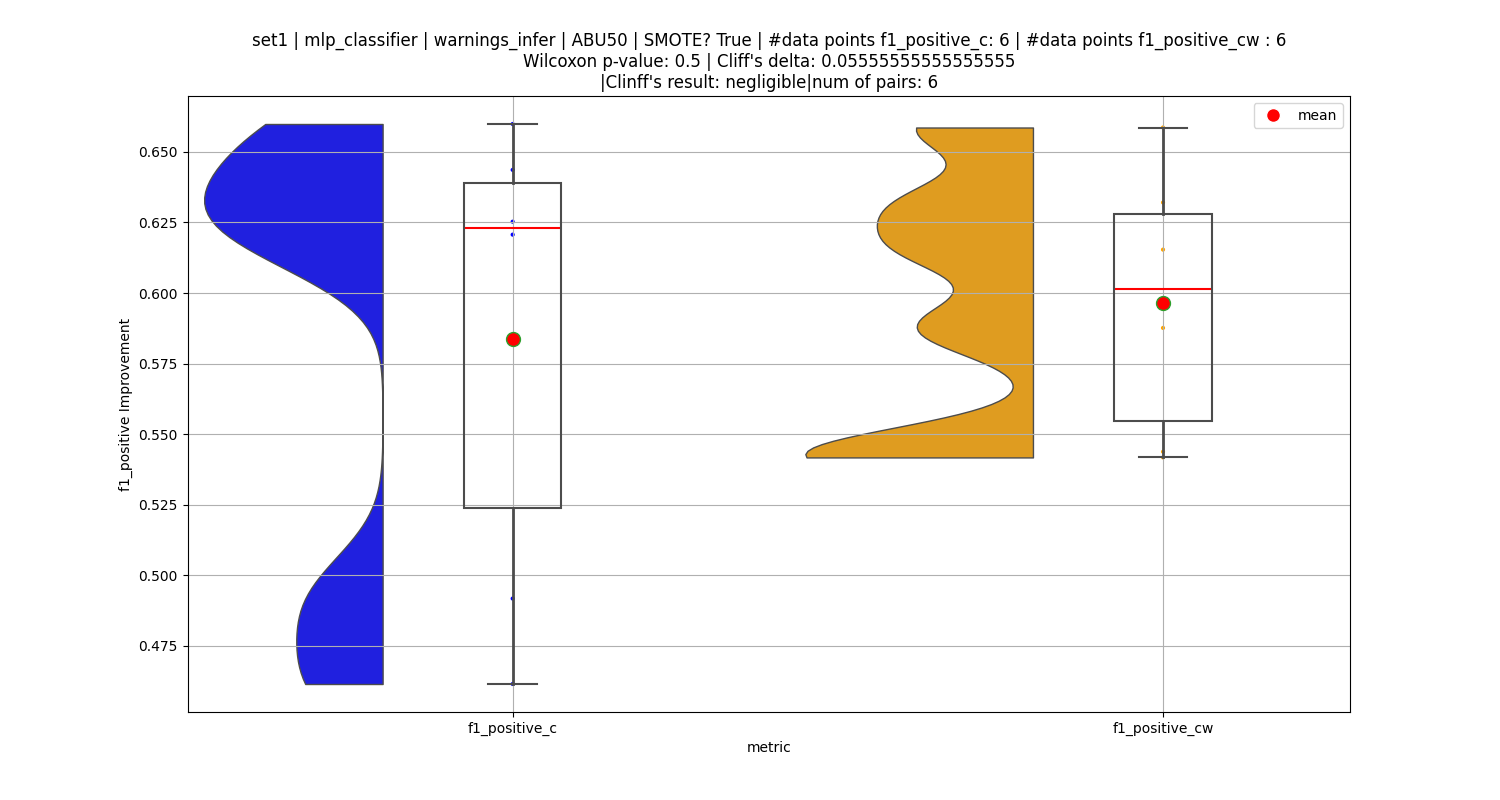 set1 | mlp_classifier | warnings_infer | ABU50 | SMOTE? True | #data points f1_positive_c: 6 | #data points f1_positive_cw : 6
Wilcoxon p-value: 0.5 | Cliff's delta: 0.05555555555555555
|Clinff's result: negligible|num of pairs: 6
mean
0.650
0.625
0.600
0.575
0.550
0.525
0.500
0.475
f1_positive Improvement
f1_positive_c
f1_positive_cw
metric